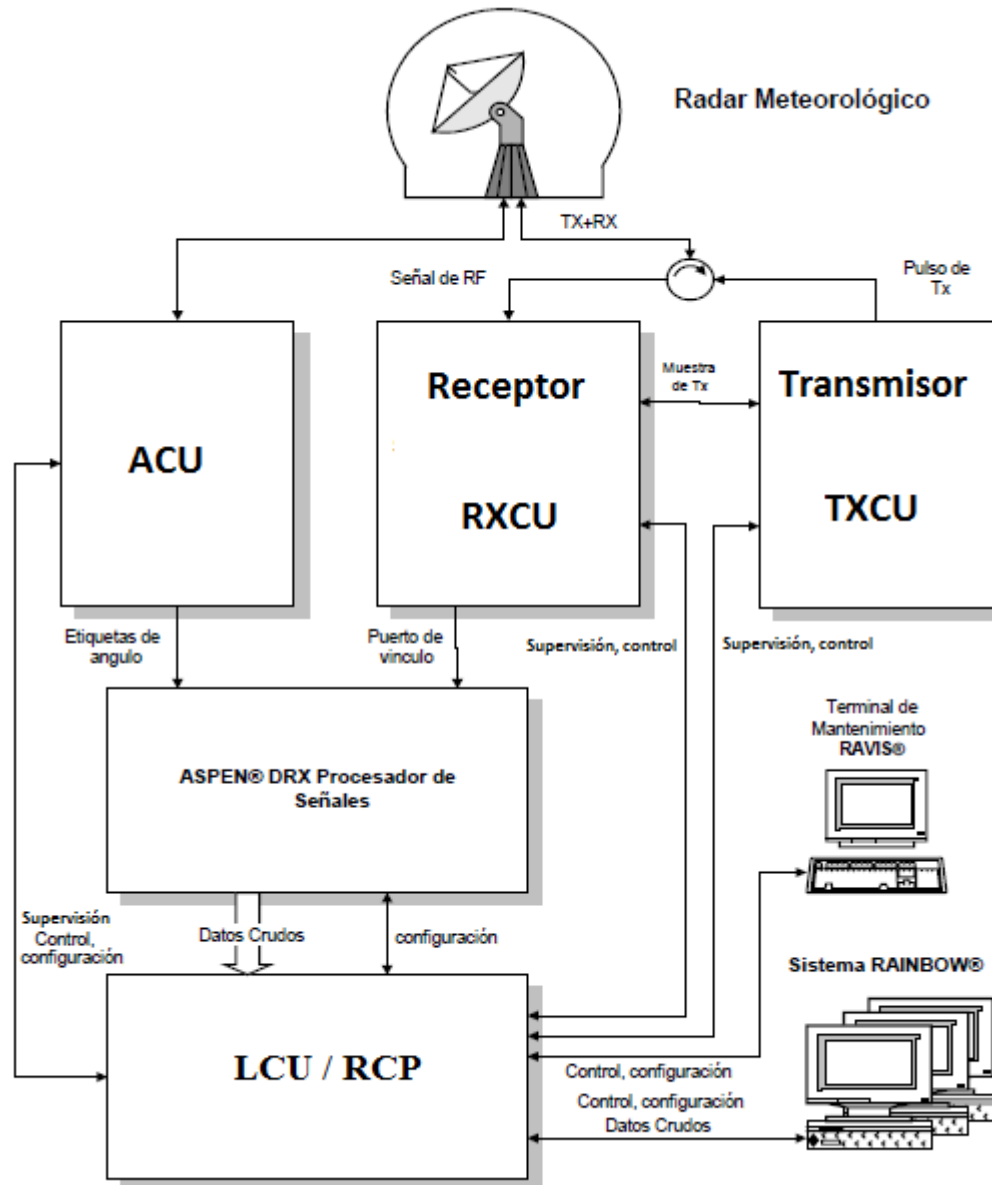 Radar Meteorológico
TX+RX
Señal de RF
Pulso de
Tx
ACU
Receptor
RXCU
Muestra
de Tx
Transmisor
TXCU
Etiquetas de
angulo
Puerto de
vinculo
Supervisión, control
Supervisión, control
ASPEN® DRX Procesador de
Señales
Terminal de
Mantenimiento
RAVIS®
Supervisión
Control,
configuración
Datos Crudos
configuración
Sistema RAINBOW®
LCU / RCP
Control, configuración
Control, configuración
Datos Crudos